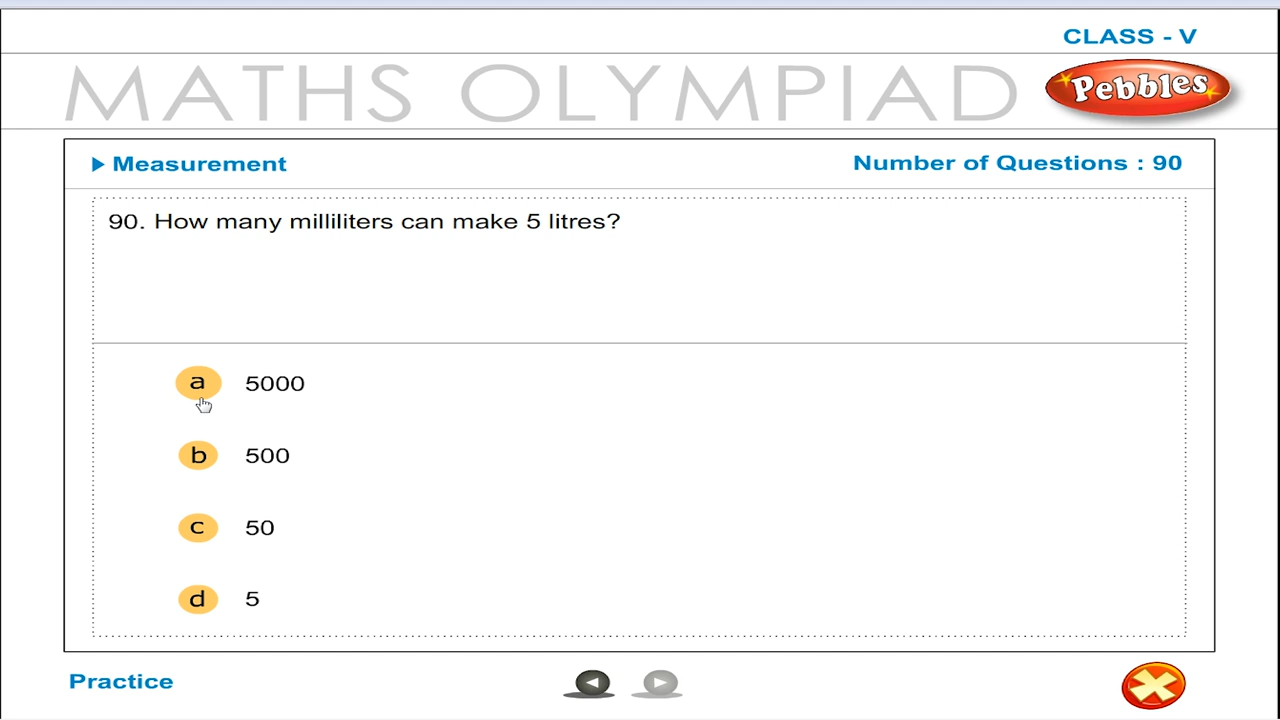 CLASS - V
MATHS OLYMPIAD
Pebbles
Measurement
Number of Questions : 90
90. How many milliliters can make 5 litres?
a 5000
b 500
c 50
d 5
Practice